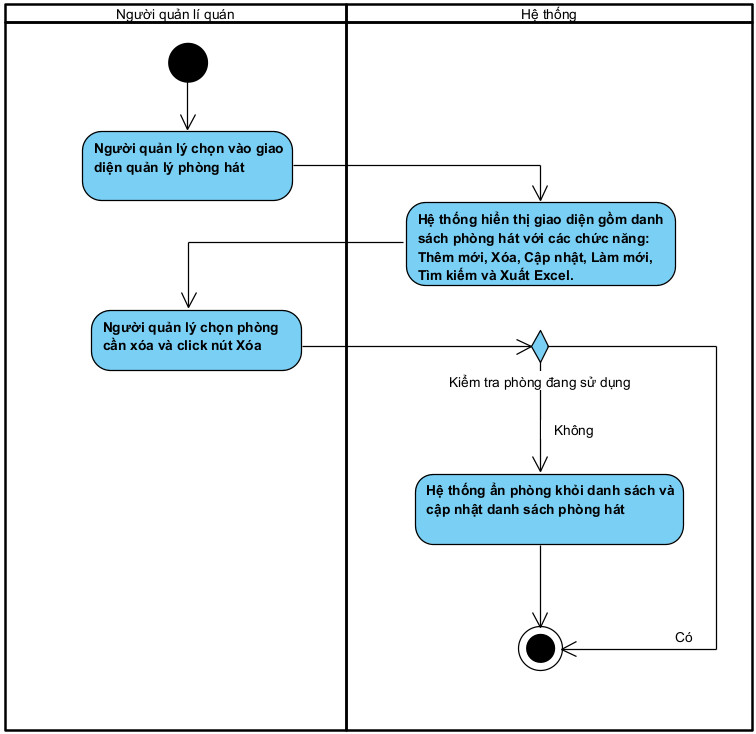 Người quản lí quán
Hệ thống
Người quản lý chọn vào giao
diện quản lý phòng hát
Hệ thống hiển thị giao diện gồm danh
sách phòng hát với các chức năng:
Thêm mới, Xóa, Cập nhật, Làm mới,
Tìm kiếm và Xuất Excel.
Người quản lý chọn phòng
cần xóa và click nút Xóa
Kiểm tra phòng đang sử dụng
Không
Hệ thống ẩn phòng khỏi danh sách và
cập nhật danh sách phòng hát
Có